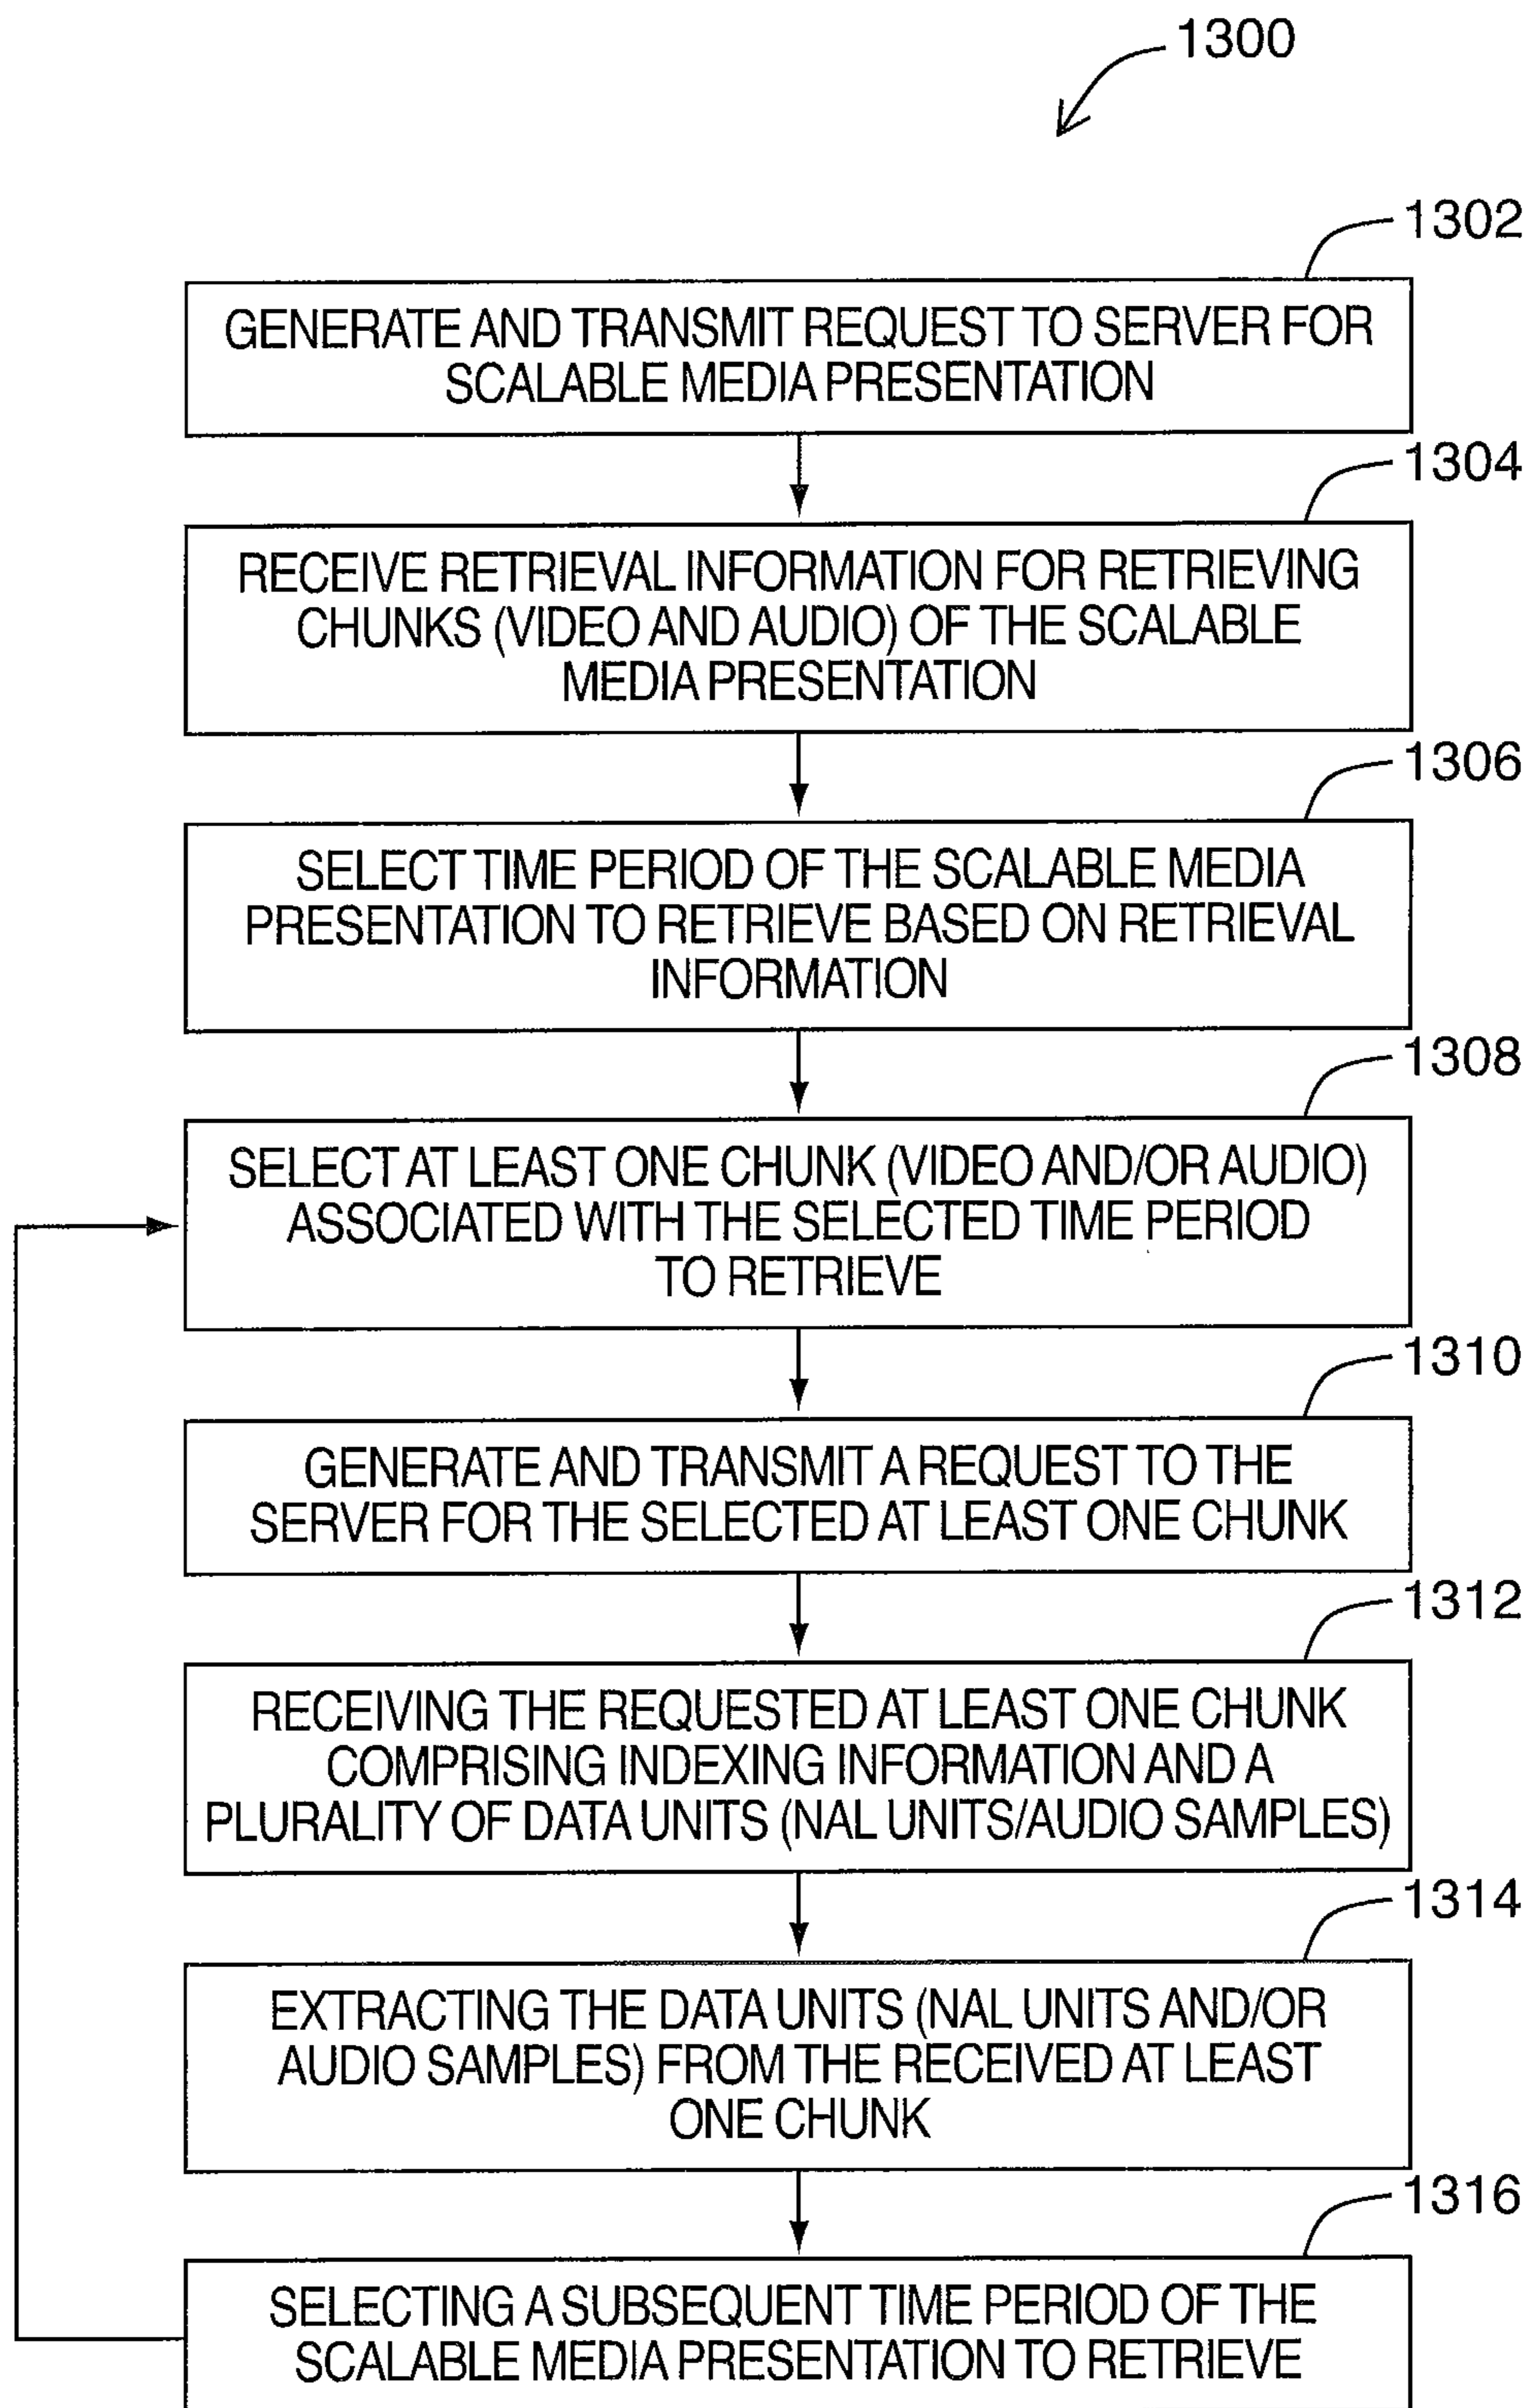 1300
1302
GENERATE AND TRANSMIT REQUEST TO SERVER FOR
SCALABLE MEDIA PRESENTATION
1304
RECEIVE RETRIEVAL INFORMATION FOR RETRIEVING
CHUNKS (VIDEO AND AUDIO) OF THE SCALABLE
MEDIA PRESENTATION
1306
SELECT TIME PERIOD OF THE SCALABLE MEDIA
PRESENTATION TO RETRIEVE BASED ON RETRIEVAL
INFORMATION
1308
SELECT AT LEAST ONE CHUNK (VIDEO AND/OR AUDIO)
ASSOCIATED WITH THE SELECTED TIME PERIOD
TO RETRIEVE
1310
GENERATE AND TRANSMIT A REQUEST TO THE
SERVER FOR THE SELECTED AT LEAST ONE CHUNK
1312
RECEIVING THE REQUESTED AT LEAST ONE CHUNK
COMPRISING INDEXING INFORMATION AND A
PLURALITY OF DATA UNITS (NAL UNITS/AUDIO SAMPLES)
1314
EXTRACTING THE DATA UNITS (NAL UNITS AND/OR
AUDIO SAMPLES) FROM THE RECEIVED AT LEAST
ONE CHUNK
1316
SELECTING A SUBSEQUENT TIME PERIOD OF THE
SCALABLE MEDIA PRESENTATION TO RETRIEVE